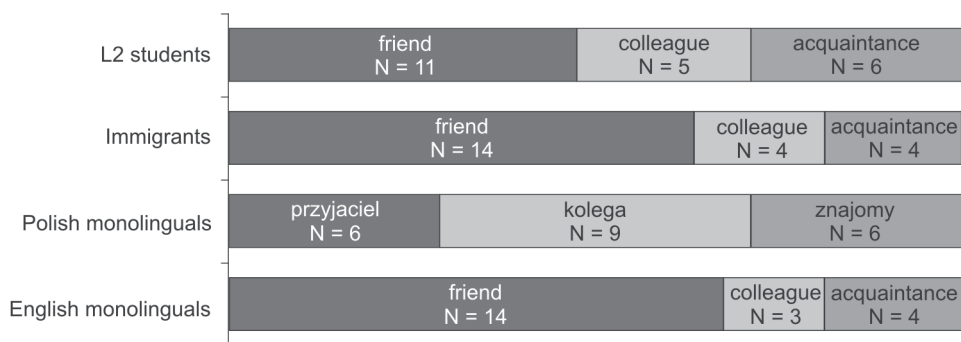 L2 students
friend
N = 11
colleague
N = 5
acquaintance
N = 6
Immigrants
friend
N = 14
colleague
N = 4
acquaintance
N = 4
Polish monolinguals
przyjaciel
N = 6
kolega
N = 9
znajomy
N = 6
English monolinguals
friend
N = 14
colleague
N = 3
acquaintance
N = 4